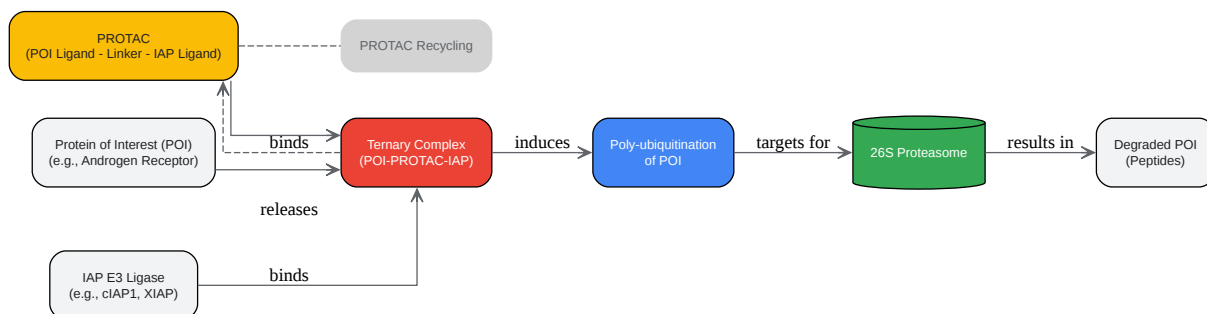 PROTAC
(POI Ligand - Linker - IAP Ligand)
PROTAC Recycling
Protein of Interest (POI)
(e.g., Androgen Receptor)
binds
Ternary Complex
(POI-PROTAC-IAP)
induces
Poly-ubiquitination
of POI
targets for
26S Proteasome
results in
Degraded POI
(Peptides)
releases
IAP E3 Ligase
(e.g., cIAP1, XIAP)
binds